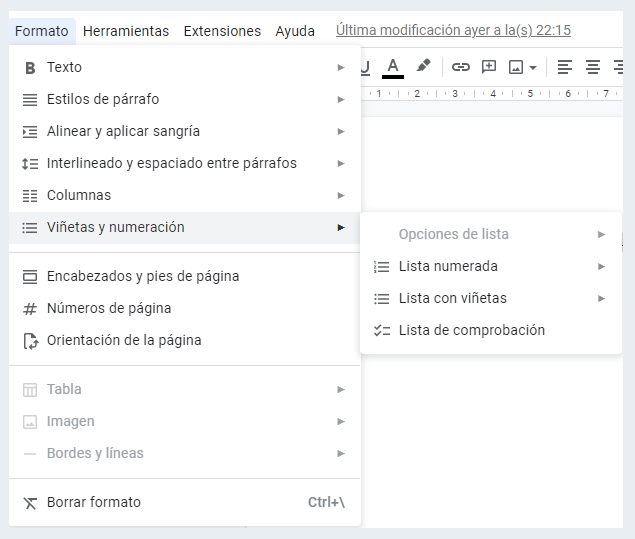 Formato Herramientas Extensiones Ayuda Última modificación ayer a la(s) 22:15
B Texto
U A
1 2 3 4 5 6 7
Estilos de párrafo
Alinear y aplicar sangría
Interlineado y espaciado entre párrafos
Columnas
Viñetas y numeración
Opciones de lista
Lista numerada
Lista con viñetas
Lista de comprobación
Encabezados y pies de página
Números de página
Orientación de la página
Tabla
Imagen
Bordes y líneas
Borrar formato Ctrl+\